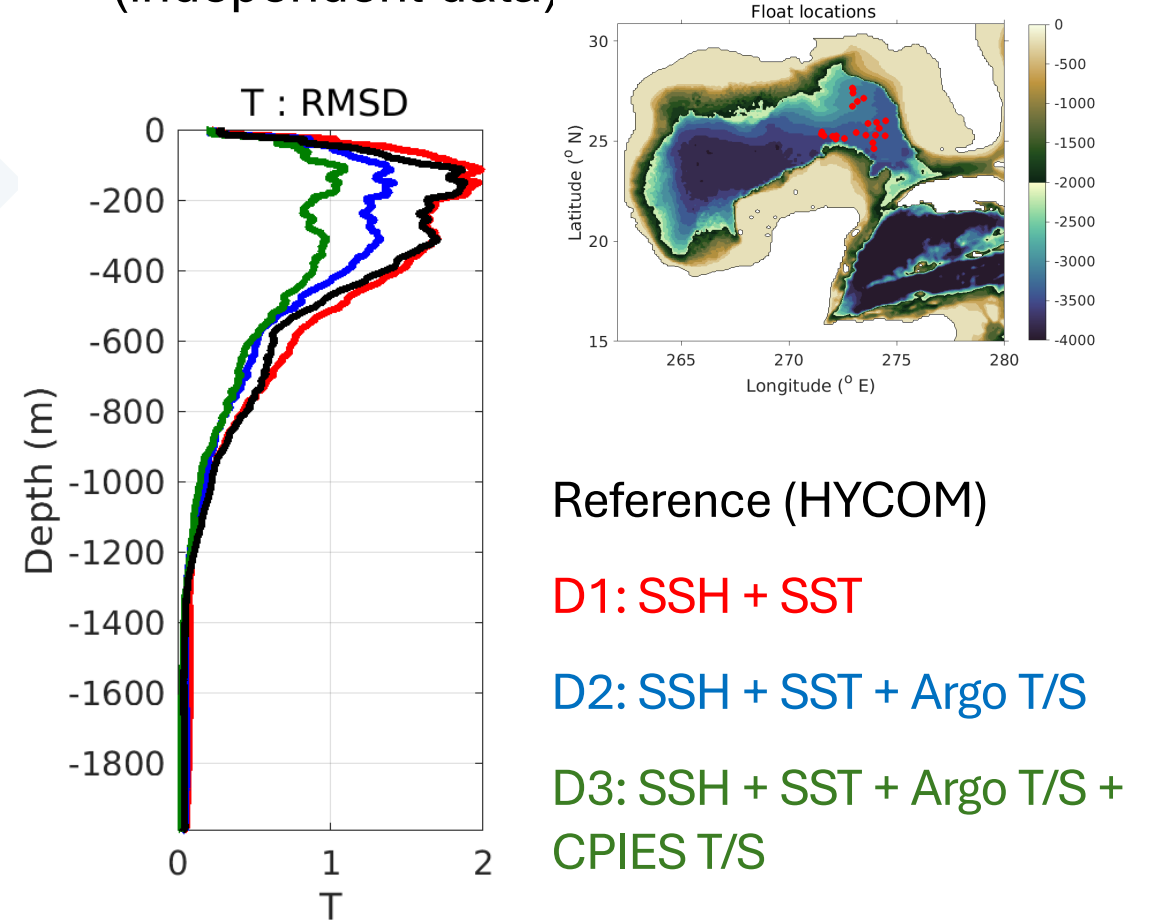 (independent data)
T : RMSD
0
-200
-400
-600
-800
-1000
-1200
-1400
-1600
-1800
Depth (m)
0 1 2
T
Float locations
30
25
20
15
Latitude (° N)
265 270 275 280
Longitude (° E)
0
-500
-1000
-1500
-2000
-2500
-3000
-3500
-4000
Reference (HYCOM)
D1: SSH + SST
D2: SSH + SST + Argo T/S
D3: SSH + SST + Argo T/S +
CPIES T/S